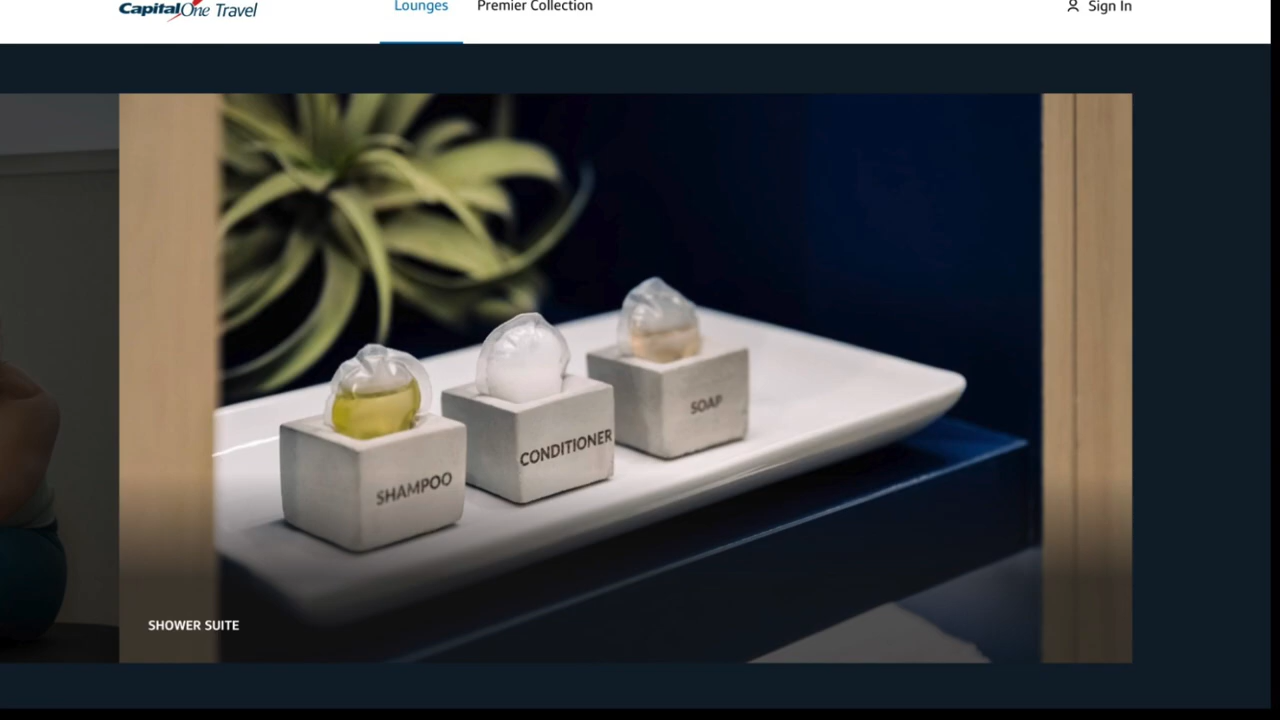 CapitalOne Travel
Lounges
Premier Collection
Sign In
SHAMPOO
CONDITIONER
SOAP
SHOWER SUITE